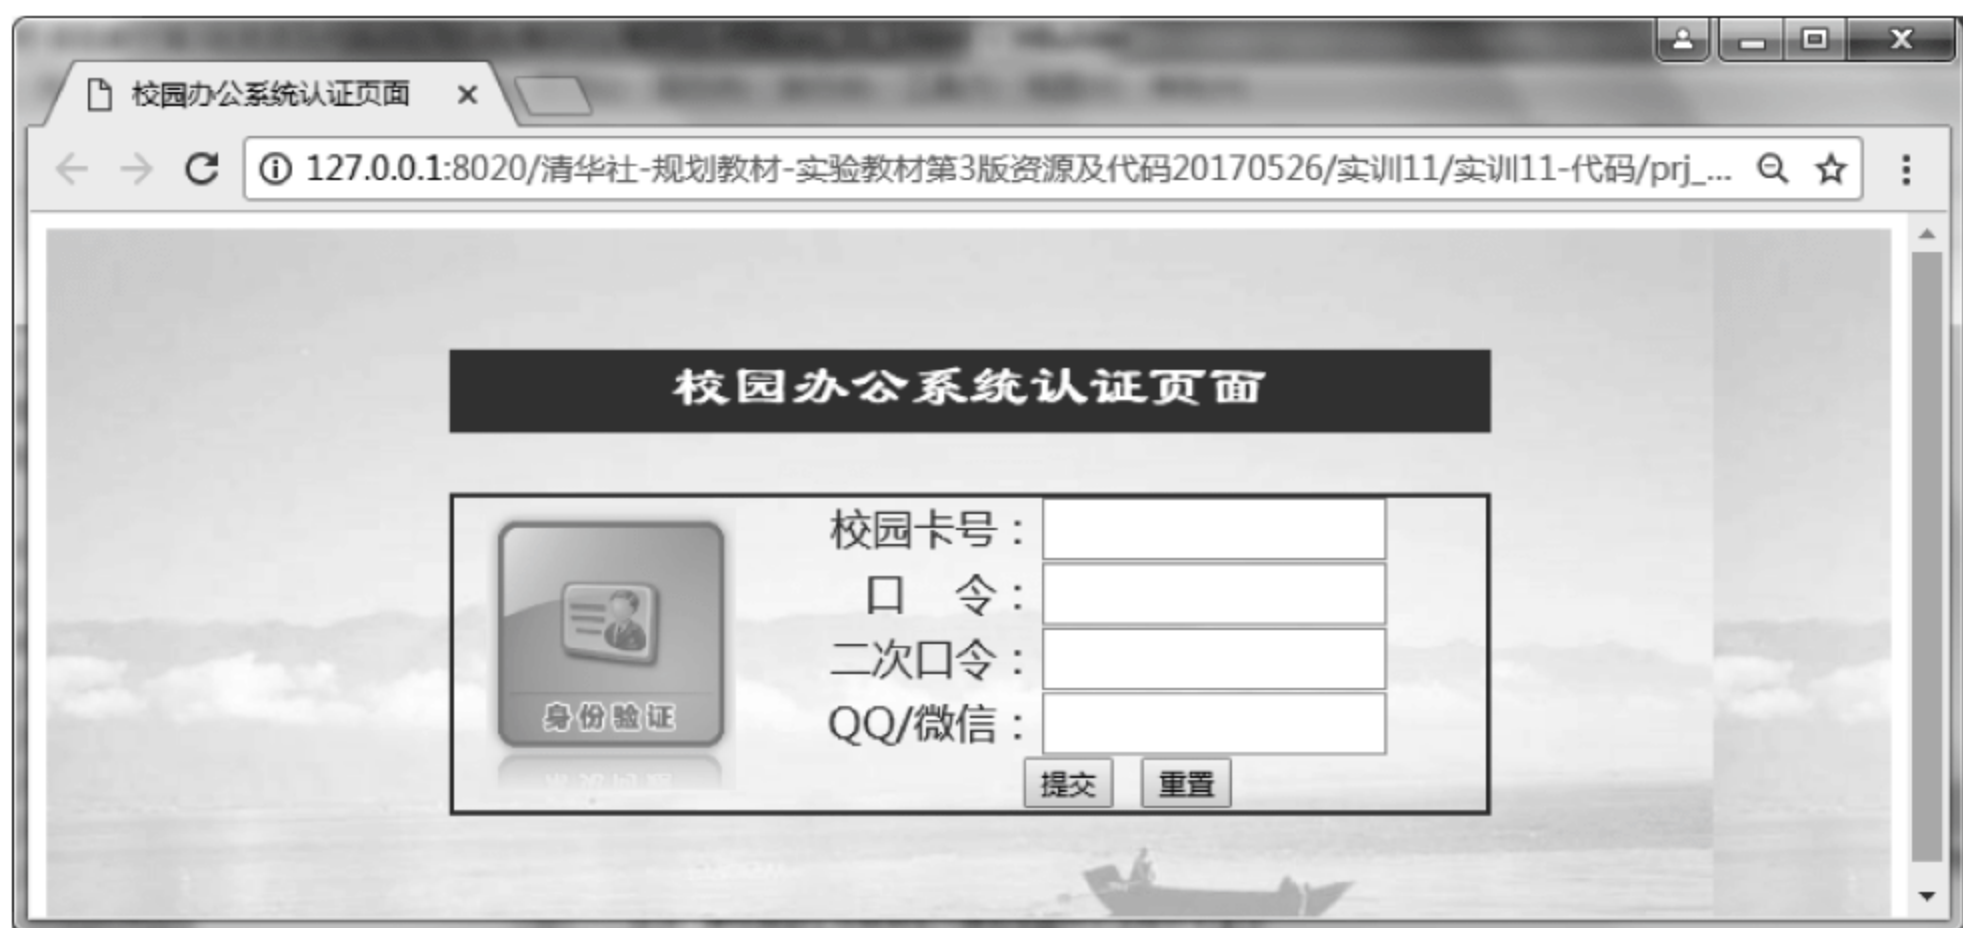 校园办公系统认证页面
127.0.0.1:8020/清华社-规划教材-实验教材第3版资源及代码20170526/实训11/实训11-代码/prj_...
校园办公系统认证页面
校园卡号：
口 令：
二次口令：
QQ/微信：
身份验证
提交 重置